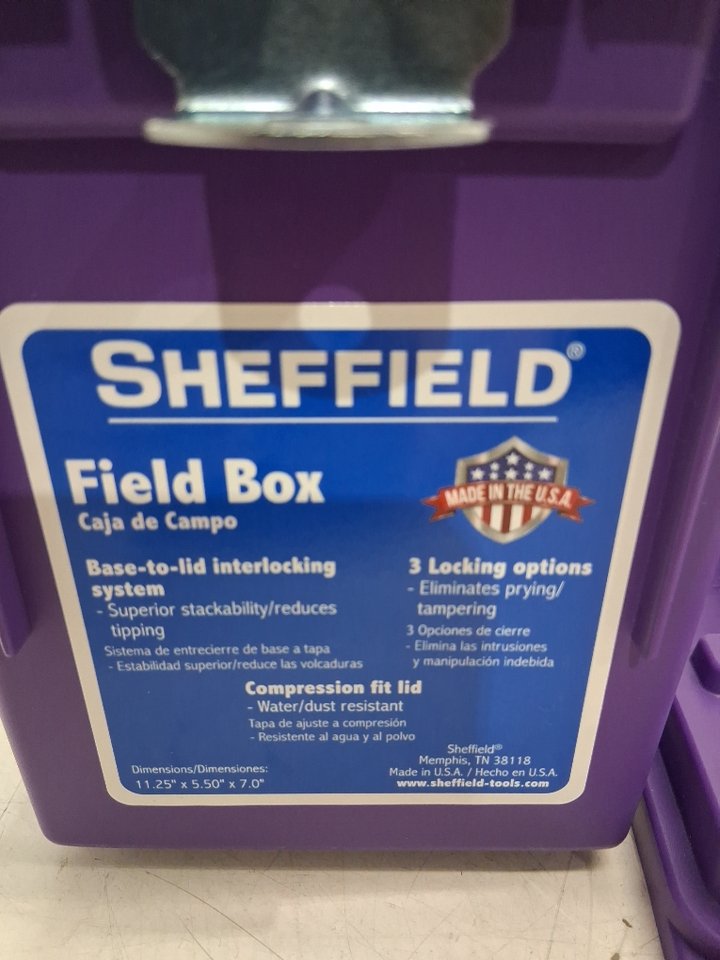 SHEFFIELD®
Field Box
Caja de Campo
MADE IN THE U.S.A.
Base-to-lid interlocking
system
- Superior stackability/reduces
tipping
Sistema de entrecierre de base a tapa
- Estabilidad superior/reduce las volcaduras
3 Locking options
- Eliminates prying/
tampering
3 Opciones de cierre
- Elimina las intrusiones
y manipulación indebida
Compression fit lid
- Water/dust resistant
Tapa de ajuste a compresión
- Resistente al agua y al polvo
Dimensions/Dimensiones:
11.25" x 5.50" x 7.0"
Sheffield®
Memphis, TN 38118
Made in U.S.A. / Hecho en U.S.A.
www.sheffield-tools.com